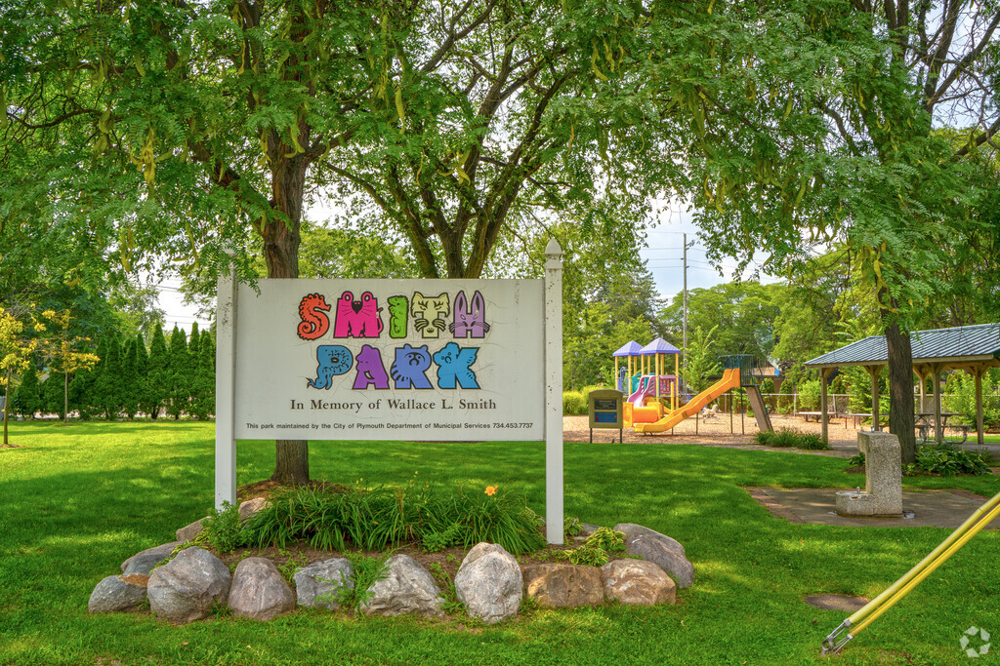 SMITH
PARK
In Memory of Wallace L. Smith
This park maintained by the City of Plymouth Department of Municipal Services 734.453.7737